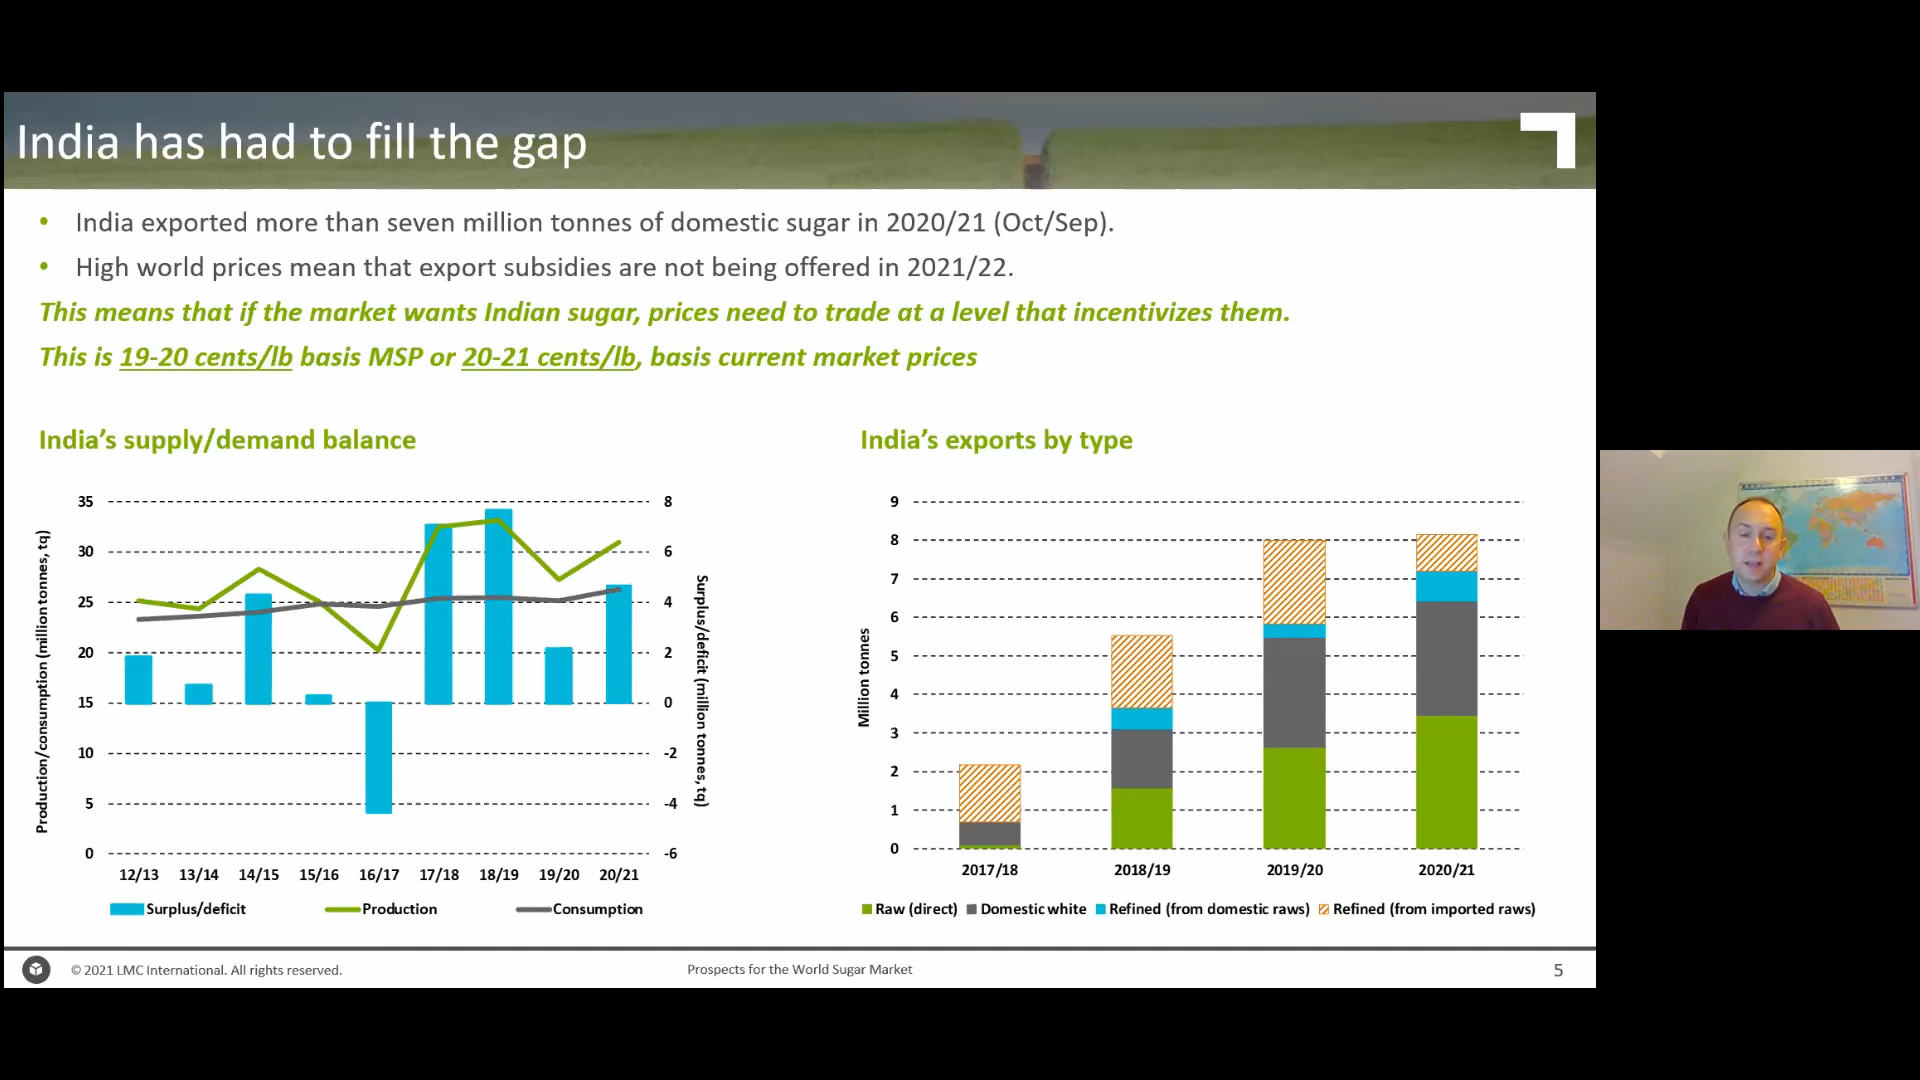 India has had to fill the gap
• India exported more than seven million tonnes of domestic sugar in 2020/21 (Oct/Sep).
• High world prices mean that export subsidies are not being offered in 2021/22.
This means that if the market wants Indian sugar, prices need to trade at a level that incentivizes them.
This is 19-20 cents/lb basis MSP or 20-21 cents/lb, basis current market prices
India's supply/demand balance
Production/consumption (million tonnes, tq)
35
30
25
20
15
10
5
0
8
6
4
2
0
-2
-4
-6
Surplus/deficit (million tonnes, tq)
12/13 13/14 14/15 15/16 16/17 17/18 18/19 19/20 20/21
Surplus/deficit Production Consumption
India's exports by type
Million tonnes
9
8
7
6
5
4
3
2
1
0
2017/18 2018/19 2019/20 2020/21
Raw (direct) Domestic white Refined (from domestic raws) Refined (from imported raws)
© 2021 LMC International. All rights reserved.
Prospects for the World Sugar Market
5